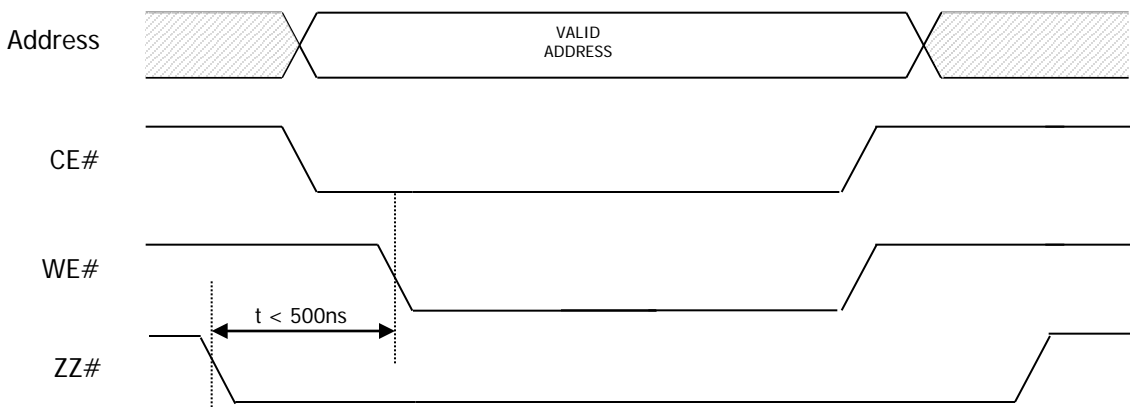 Address
VALID
ADDRESS
CE#
WE#
t < 500ns
ZZ#